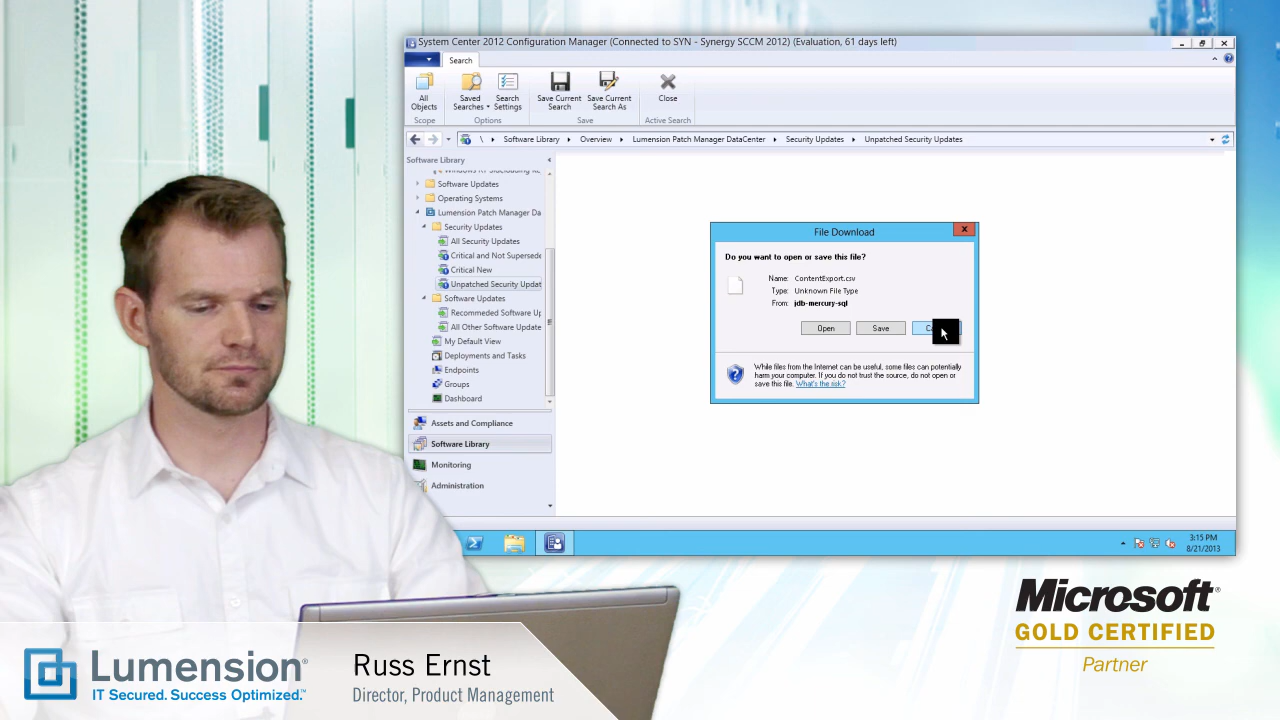 System Center 2012 Configuration Manager (Connected to SYN - Synergy SCCM 2012) (Evaluation, 61 days left)
Search
All Objects
Saved Searches
Search Settings
Save Current Search
Save Current Search As
Close
Scope
Options
Save
Active Search
\ Software Library Overview Lumension Patch Manager DataCenter Security Updates Unpatched Security Updates
Software Library
Software Updates
Operating Systems
Lumension Patch Manager Da
Security Updates
All Security Updates
Critical and Not Supersede
Critical New
Unpatched Security Updat
Software Updates
Recommeded Software Up
All Other Software Update
My Default View
Deployments and Tasks
Endpoints
Groups
Dashboard
Assets and Compliance
Software Library
Monitoring
Administration
File Download
X
Do you want to open or save this file?
Name: ContentExport.csv
Type: Unknown File Type
From: jdb-mercury-sql
Open
Save
While files from the Internet can be useful, some files can potentially
harm your computer. If you do not trust the source, do not open or
save this file. What's the risk?
3:15 PM
8/21/2013
Microsoft®
GOLD CERTIFIED
Partner
Lumension®
IT Secured. Success Optimized.™
Russ Ernst
Director, Product Management